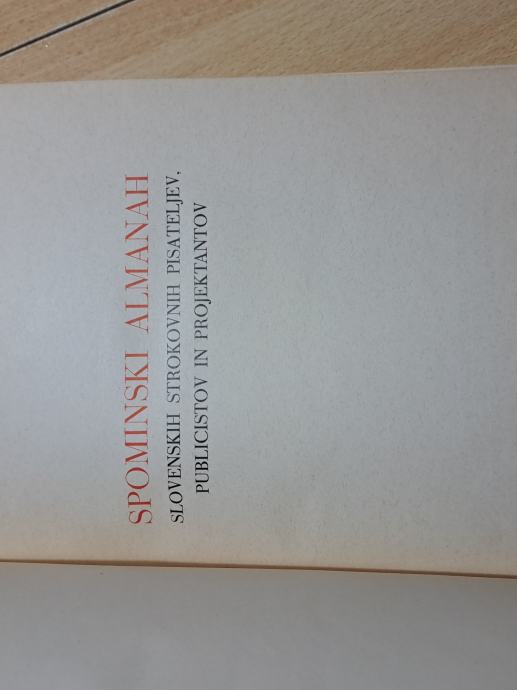 SPOMINSKI ALMANAH
SLOVENSKIH STROKOVNIH PISATELJEV,
PUBLICISTOV IN PROJEKTANTOV